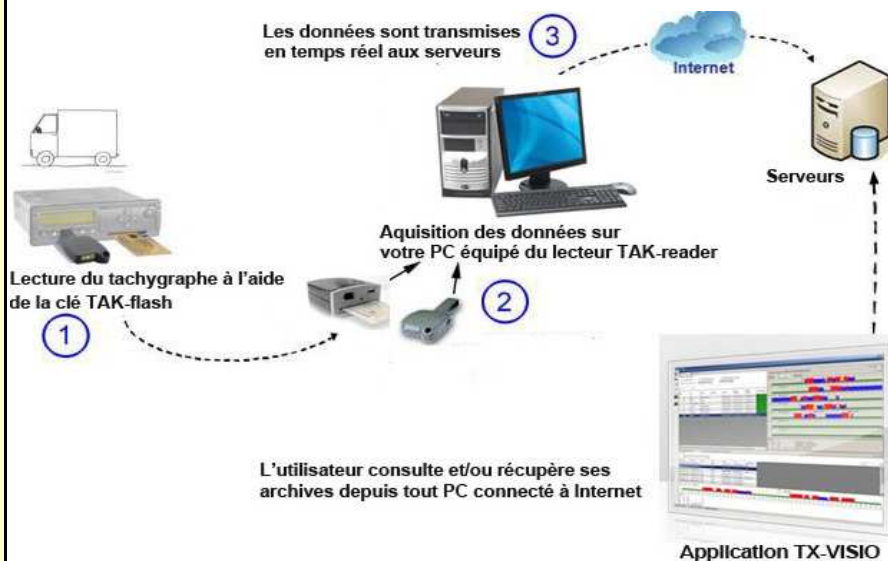 Les données sont transmises
en temps réel aux serveurs
3
Internet
Serveurs
Aquisition des données sur
votre PC équipé du lecteur TAK-reader
Lecture du tachygraphe à l'aide
de la clé TAK-flash
1
2
L'utilisateur consulte et/ou récupère ses
archives depuis tout PC connecté à Internet
Application TX-VISIO